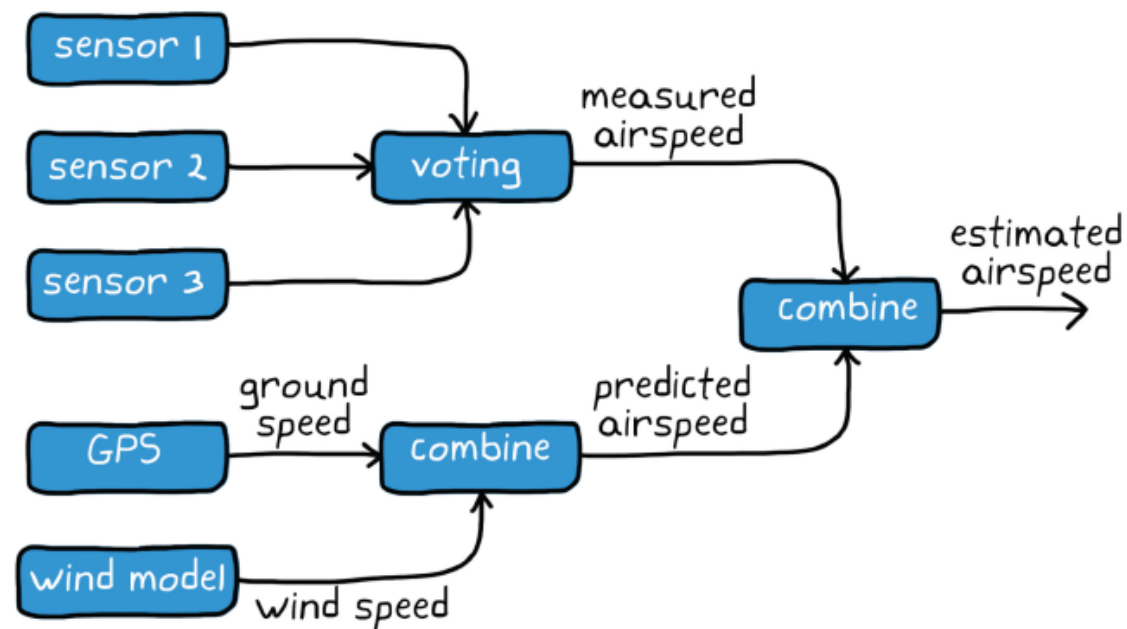 sensor 1
sensor 2
sensor 3
voting
measured
airspeed
estimated
airspeed
combine
ground
speed
predicted
airspeed
GPS
combine
wind model
wind speed